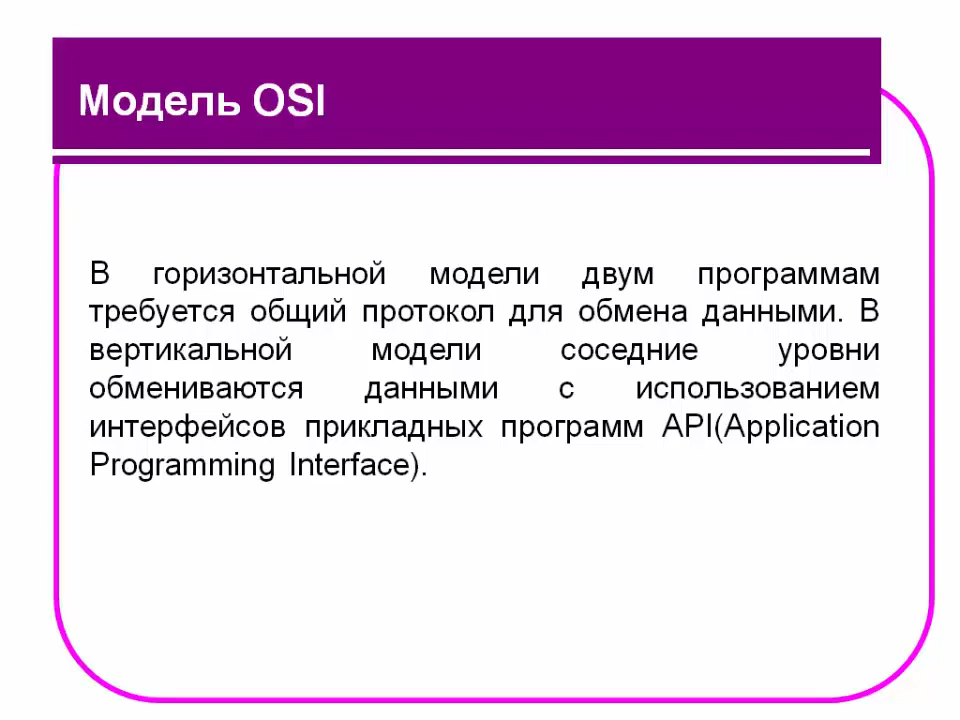 Модель OSI
В горизонтальной модели двум программам
требуется общий протокол для обмена данными. В
вертикальной модели соседние уровни
обмениваются данными с использованием
интерфейсов прикладных программ API(Application
Programming Interface).